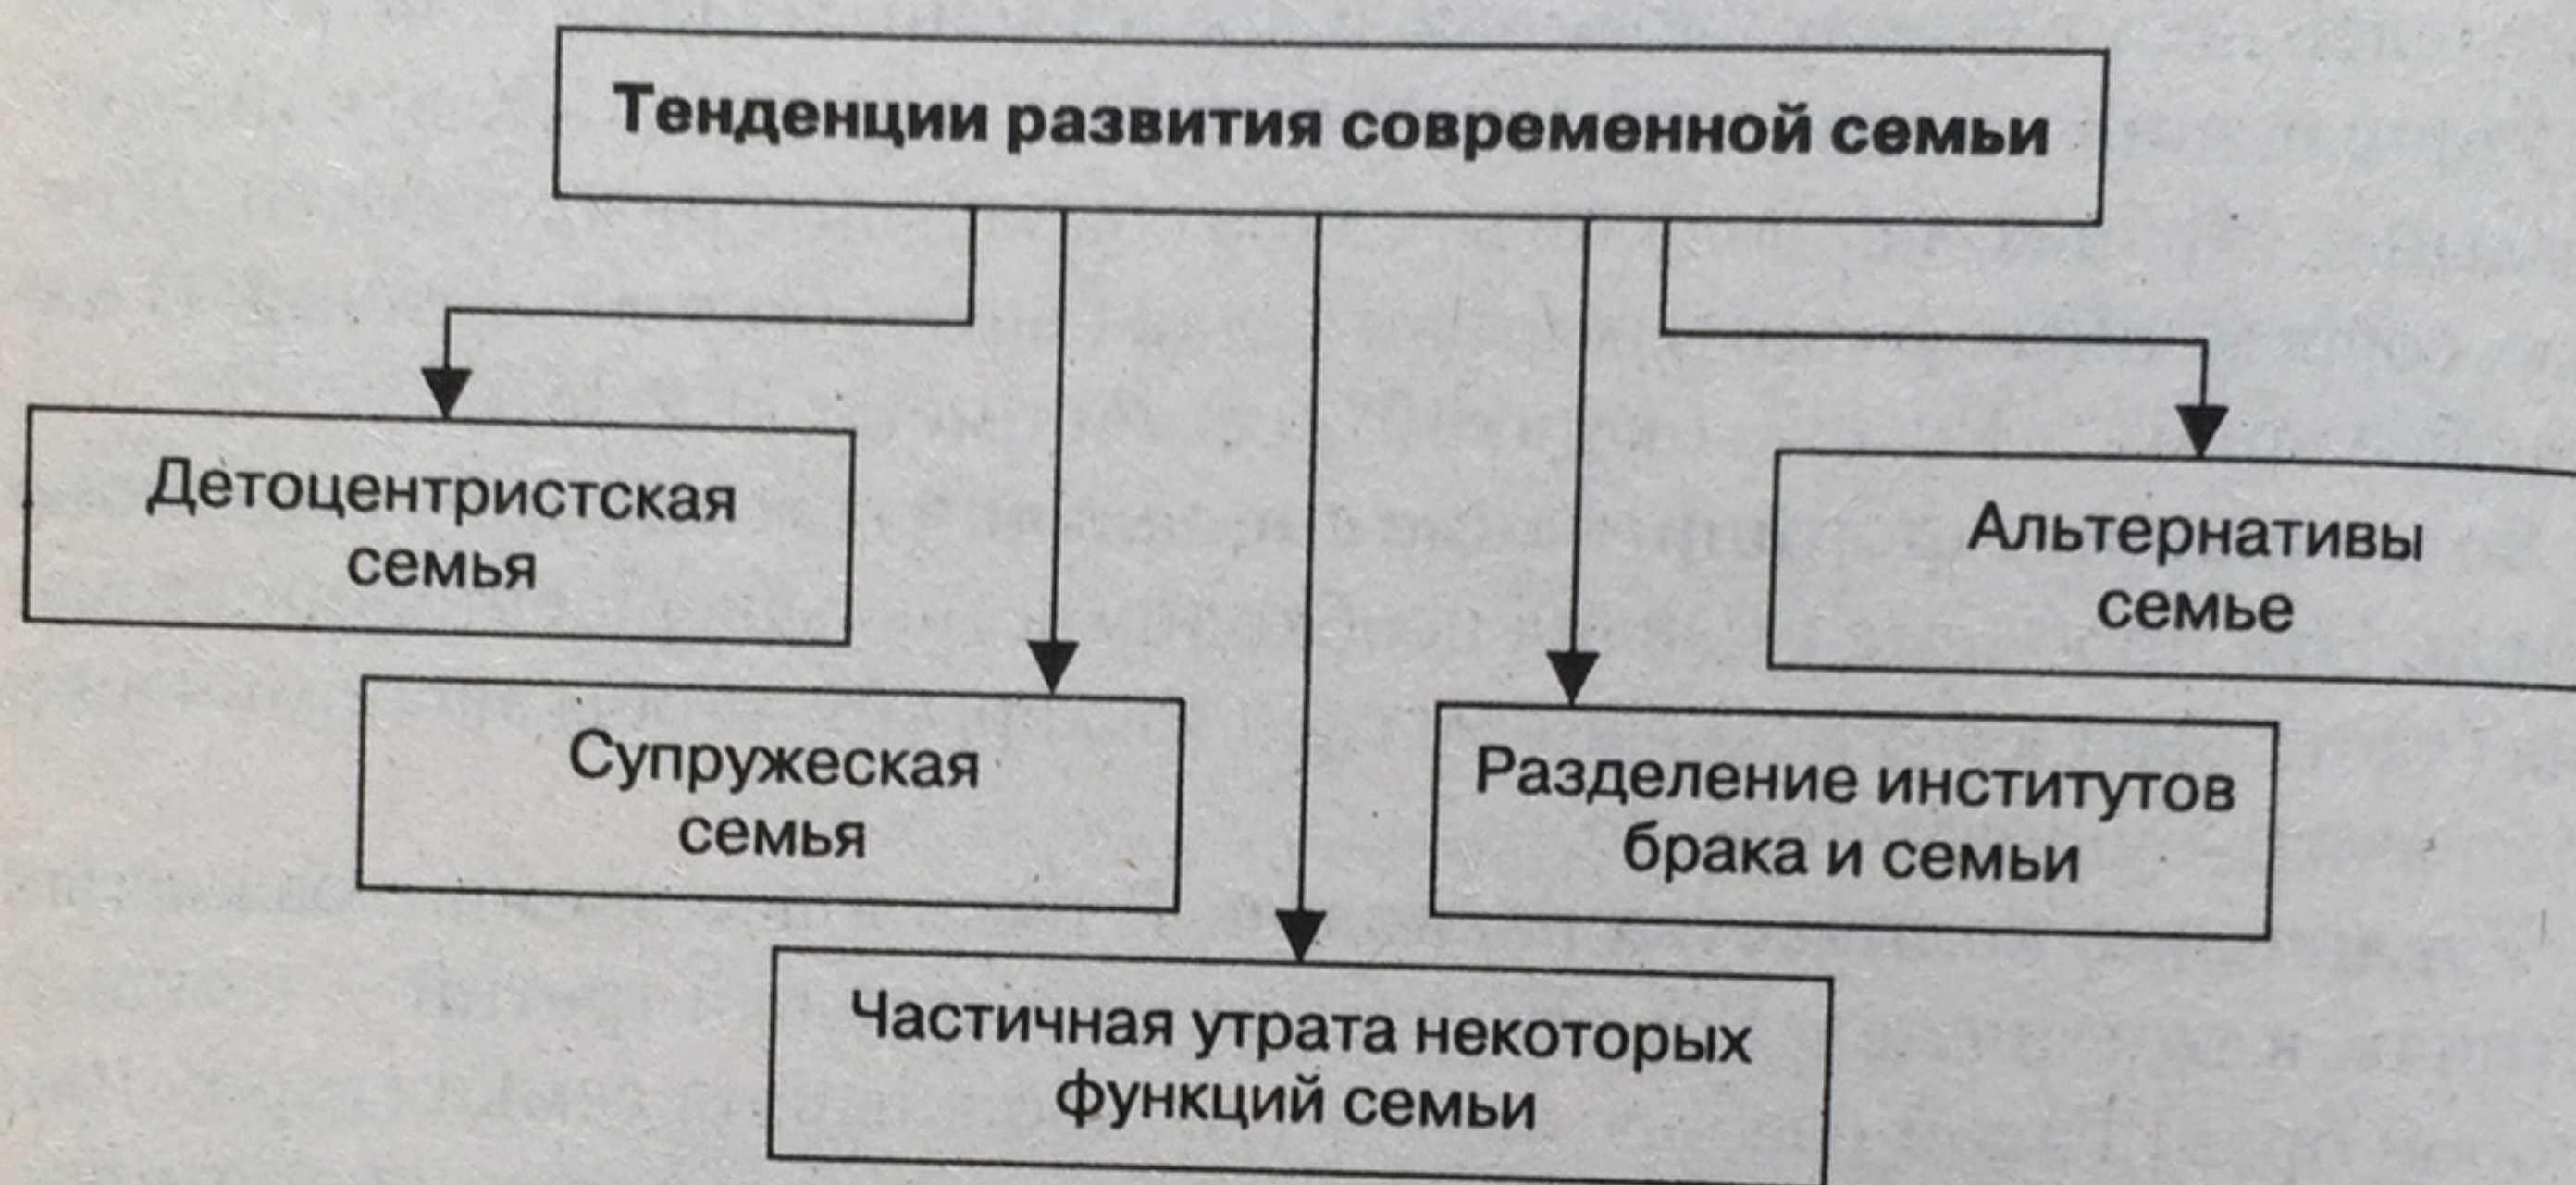 Тенденции развития современной семьи
Детоцентристская
семья
Альтернативы
семье
Супружеская
семья
Разделение институтов
брака и семьи
Частичная утрата некоторых
функций семьи